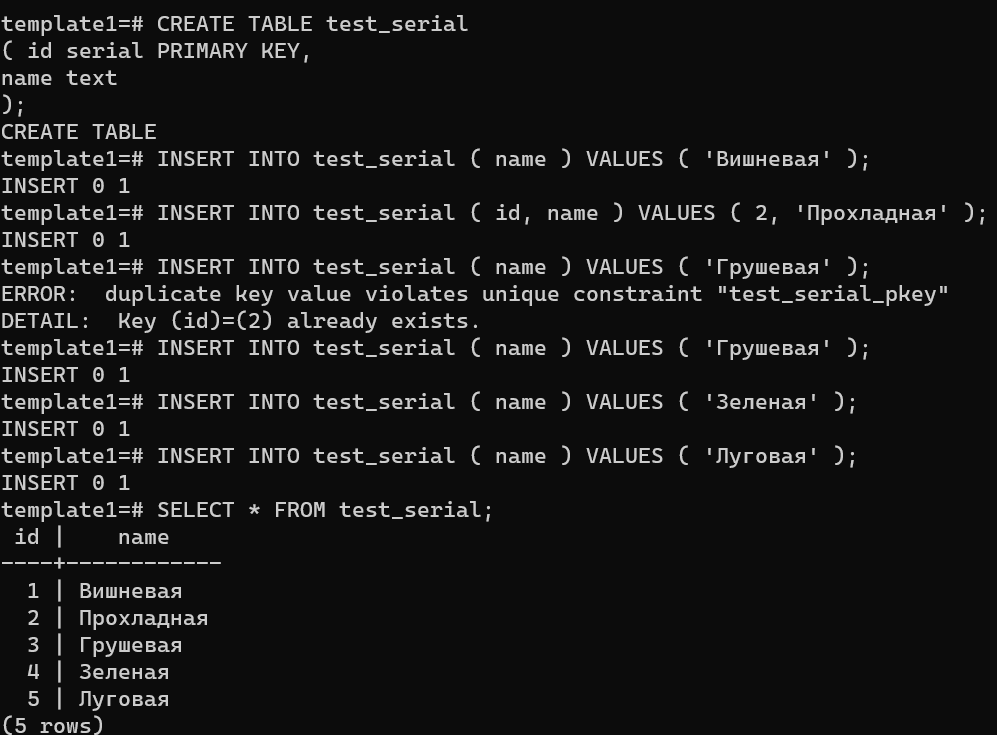 template1=# CREATE TABLE test_serial
( id serial PRIMARY KEY,
name text
);
CREATE TABLE
template1=# INSERT INTO test_serial ( name ) VALUES ( 'Вишневая' );
INSERT 0 1
template1=# INSERT INTO test_serial ( id, name ) VALUES ( 2, 'Прохладная' );
INSERT 0 1
template1=# INSERT INTO test_serial ( name ) VALUES ( 'Грушевая' );
ERROR:  duplicate key value violates unique constraint "test_serial_pkey"
DETAIL:  Key (id)=(2) already exists.
template1=# INSERT INTO test_serial ( name ) VALUES ( 'Грушевая' );
INSERT 0 1
template1=# INSERT INTO test_serial ( name ) VALUES ( 'Зеленая' );
INSERT 0 1
template1=# INSERT INTO test_serial ( name ) VALUES ( 'Луговая' );
INSERT 0 1
template1=# SELECT * FROM test_serial;
 id |    name
----+------------
  1 | Вишневая
  2 | Прохладная
  3 | Грушевая
  4 | Зеленая
  5 | Луговая
(5 rows)